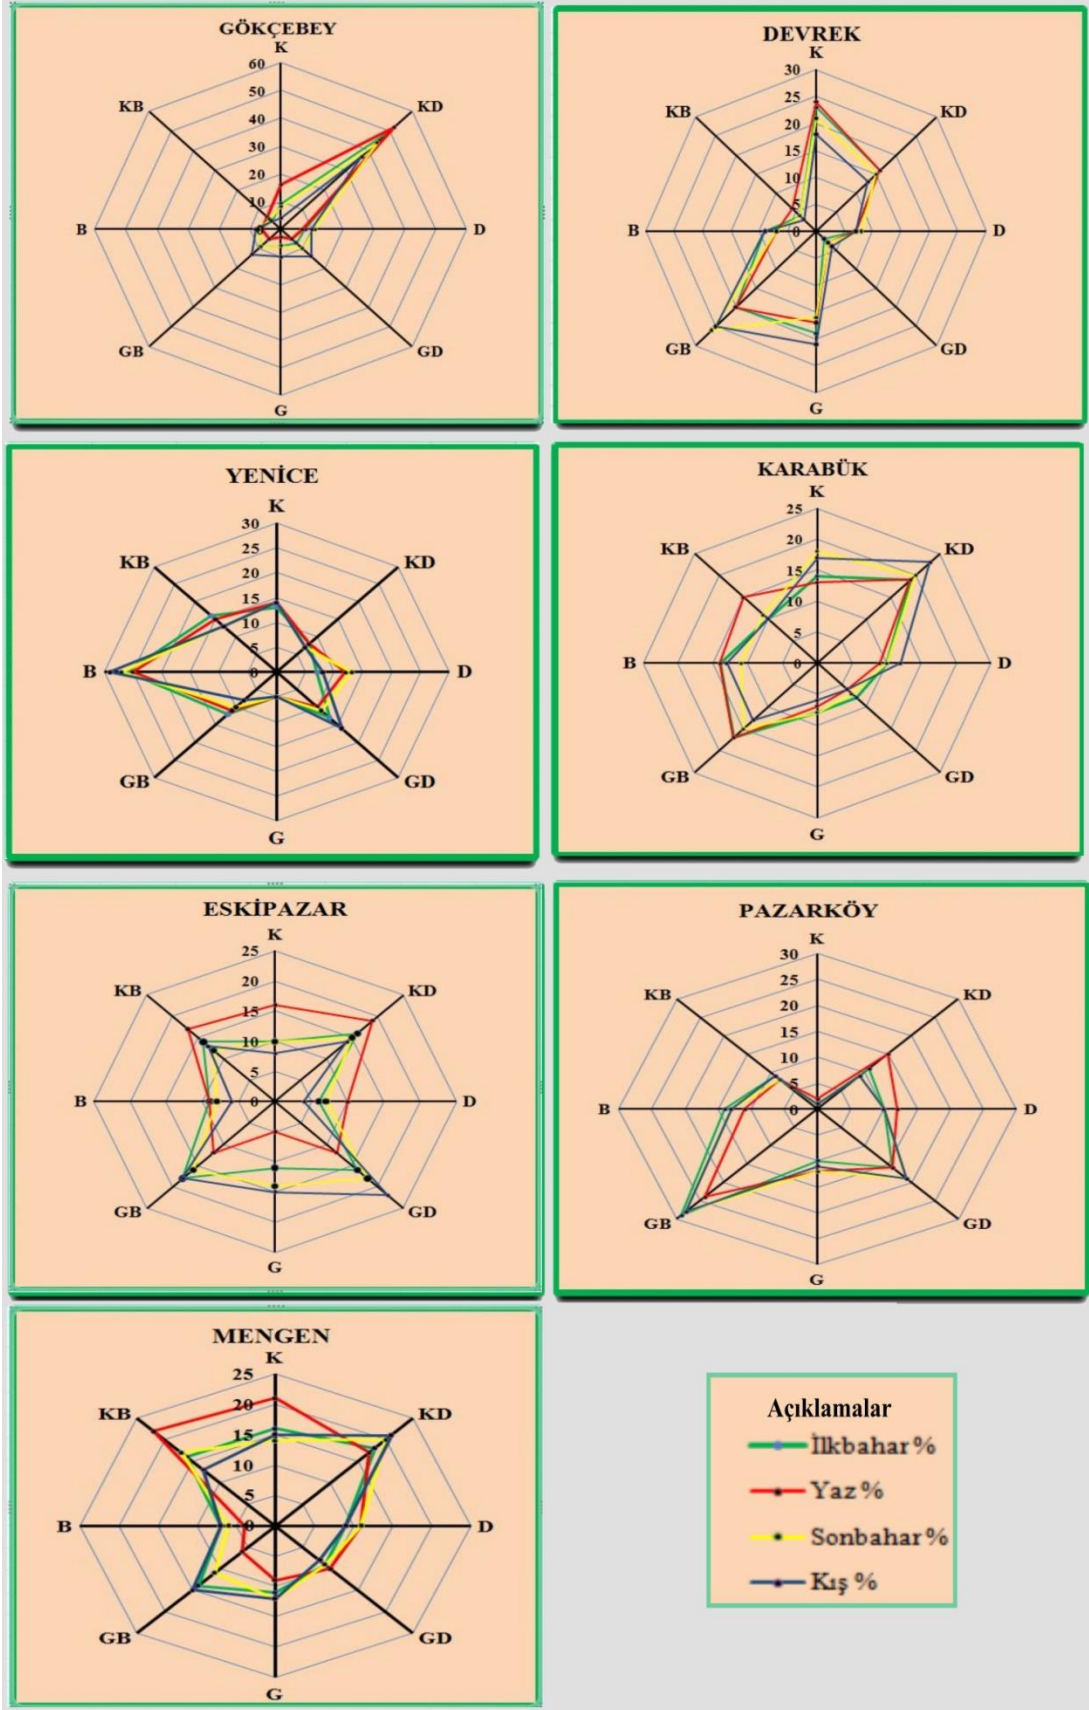 GÖKÇEBEY
K
60
KB
50
KD
40
30
20
10
B
0
D
GB
GD
G
DEVREK
K
30
KB
25
KD
20
15
10
5
B
0
D
GB
GD
G
YENİCE
K
30
KB
25
KD
20
15
10
5
B
0
D
GB
GD
G
KARABÜK
K
25
KB
20
KD
15
10
5
B
0
D
GB
GD
G
ESKİPAZAR
K
25
KB
20
KD
15
10
5
B
0
D
GB
GD
G
PAZARKÖY
K
30
KB
25
KD
20
15
10
5
B
0
D
GB
GD
G
MENGEN
K
25
KB
20
KD
15
10
5
B
0
D
GB
GD
G
Açıklamalar
İlkbahar %
Yaz %
Sonbahar %
Kış %